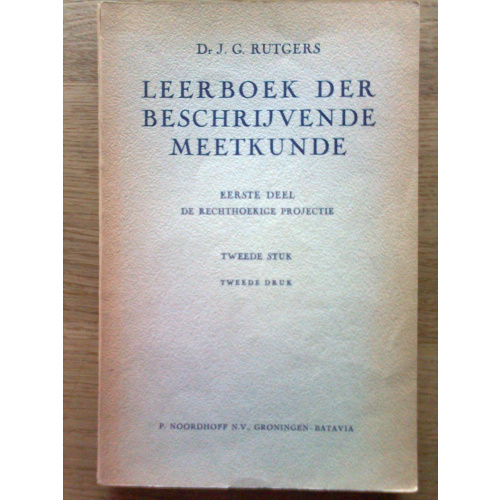 Dr J. G. RUTGERS
LEERBOEK DER
BESCHRIJVENDE
MEETKUNDE
EERSTE DEEL
DE RECHTHOEKIGE PROJECTIE
TWEEDE STUK
TWEEDE DRUK
P. NOORDHOFF N.V., GRONINGEN-BATAVIA